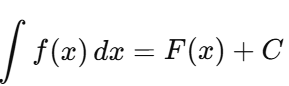 ∫ f(x) dx = F(x) + C